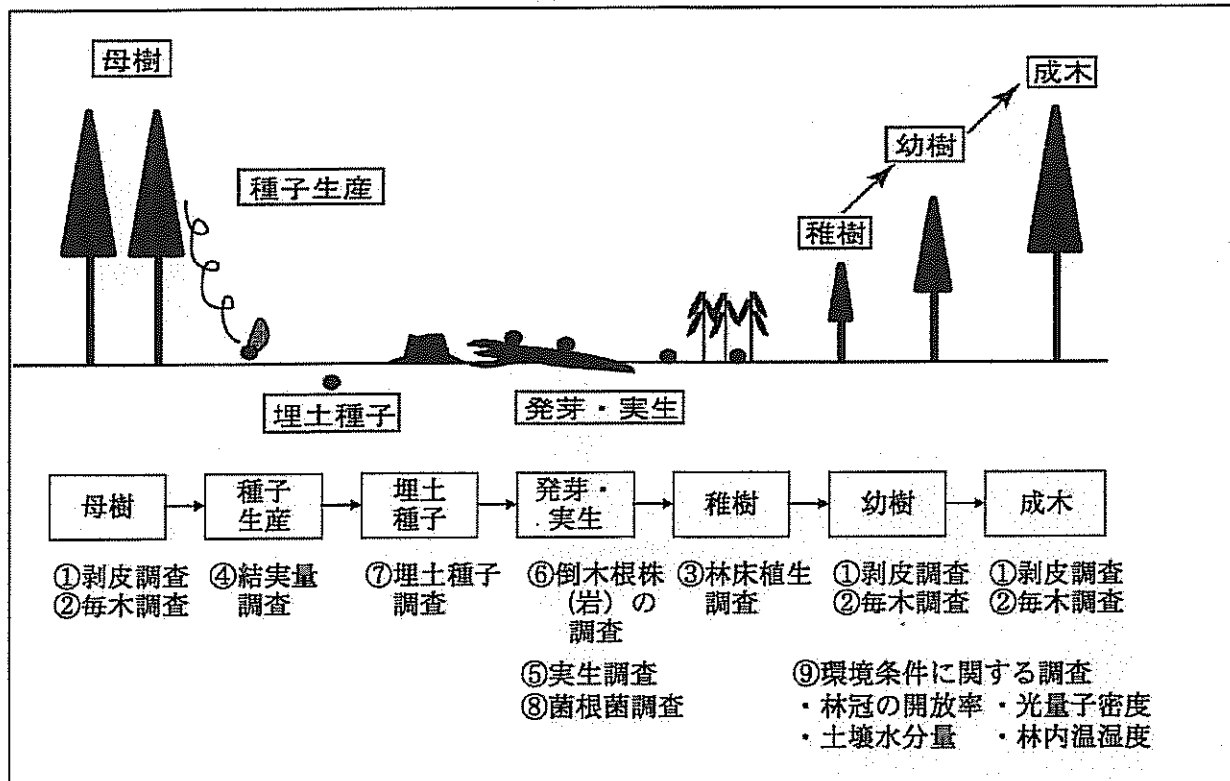 母樹
種子生産
成木
幼樹
稚樹
埋土種子
発芽・実生
母樹
種子
生産
埋土
種子
発芽・
実生
稚樹
幼樹
成木
①剥皮調査
②毎木調査
④結実量
調査
⑦埋土種子
調査
⑥倒木根株
(岩)の
調査
⑤実生調査
⑧菌根菌調査
③林床植生
調査
①剥皮調査
②毎木調査
①剥皮調査
②毎木調査
⑨環境条件に関する調査
・林冠の開放率 ・光量子密度
・土壌水分量 ・林内温湿度